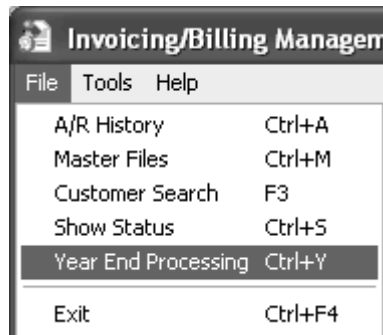 Invoicing/Billing Managem
File Tools Help
A/R History Ctrl+A
Master Files Ctrl+M
Customer Search F3
Show Status Ctrl+S
Year End Processing Ctrl+Y
Exit Ctrl+F4